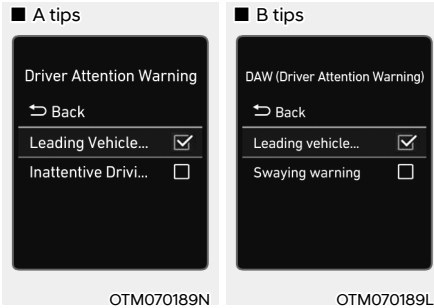 ■ A tips
Driver Attention Warning
Back
Leading Vehicle...
Inattentive Drivi...
OTM070189N
■ B tips
DAW (Driver Attention Warning)
Back
Leading vehicle...
Swaying warning
OTM070189L